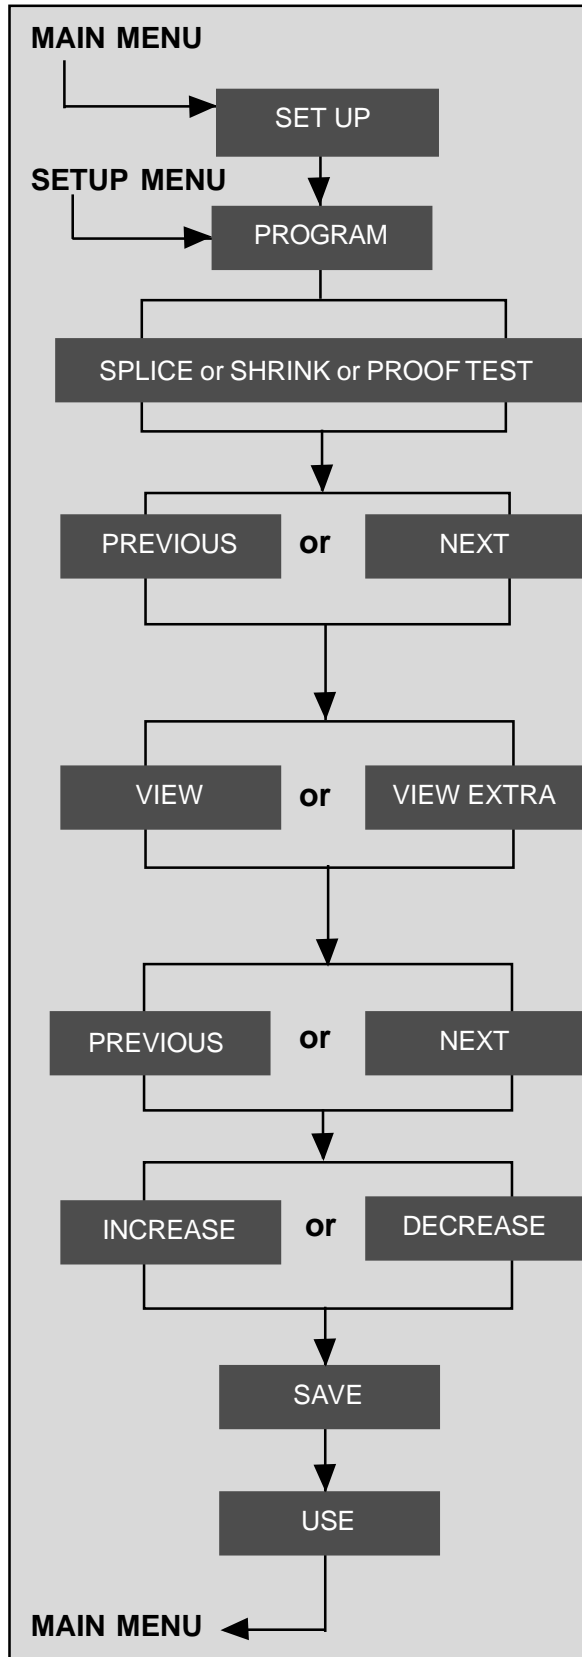 MAIN MENU
SET UP
SETUP MENU
PROGRAM
SPLICE or SHRINK or PROOF TEST
PREVIOUS or NEXT
VIEW or VIEW EXTRA
PREVIOUS or NEXT
INCREASE or DECREASE
SAVE
USE
MAIN MENU